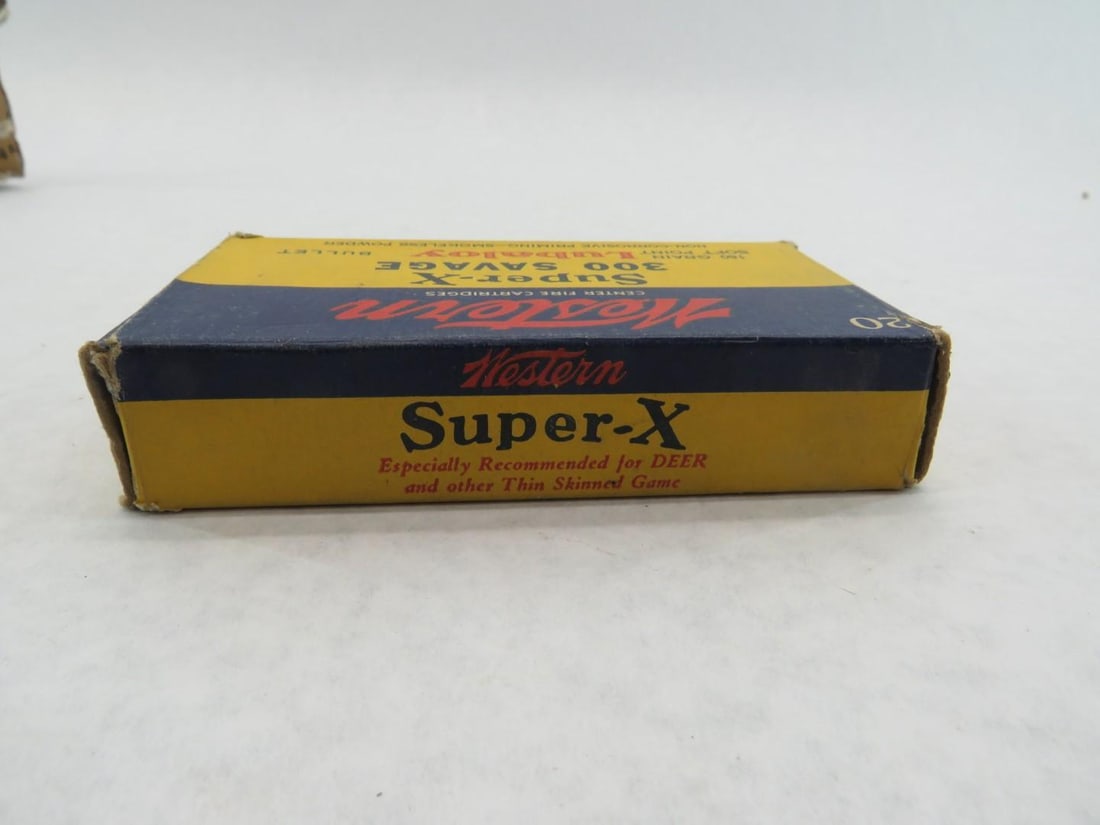 20
Western
CENTER FIRE CARTRIDGES
Super-X
300 SAVAGE
GRAIN
SOFT POINT Lubaloy BULLET
NON-CORROSIVE PRIMING SMOKELESS POWDER
Western
Super-X
Especially Recommended for DEER
and other Thin Skinned Game